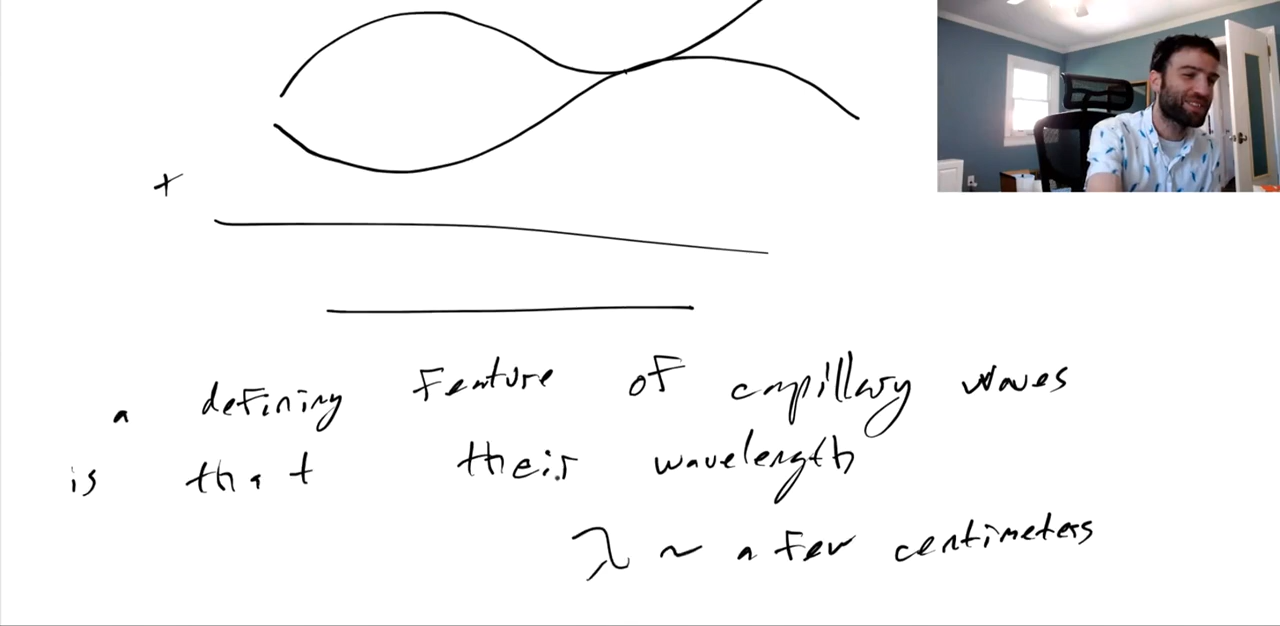 +
a defining feature of capillary waves
is that their wavelength
λ ~ a few centimeters